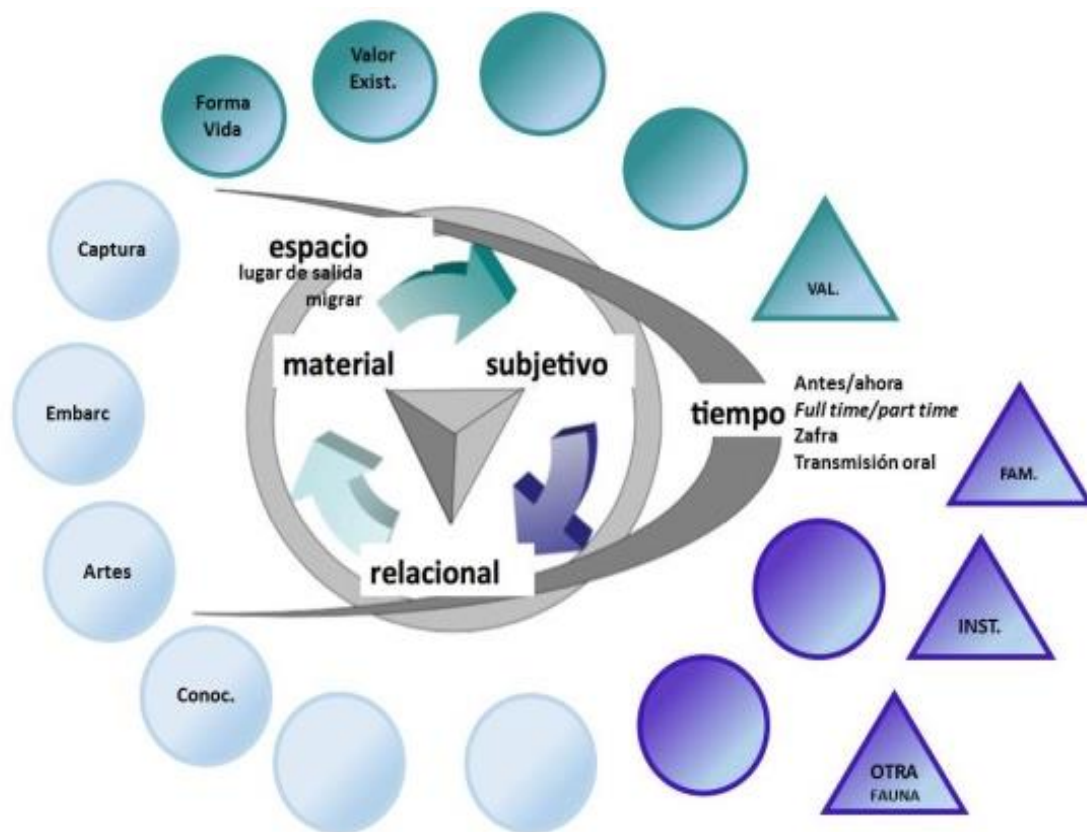 Valor
Exist.
Forma
Vida
Captura
espacio
lugar de salida
migrar
VAL.
material
subjetivo
Embarc
tiempo
Antes/ahora
Full time/part time
Zafra
Transmisión oral
FAM.
Artes
relacional
INST.
Conoc.
OTRA
FAUNA